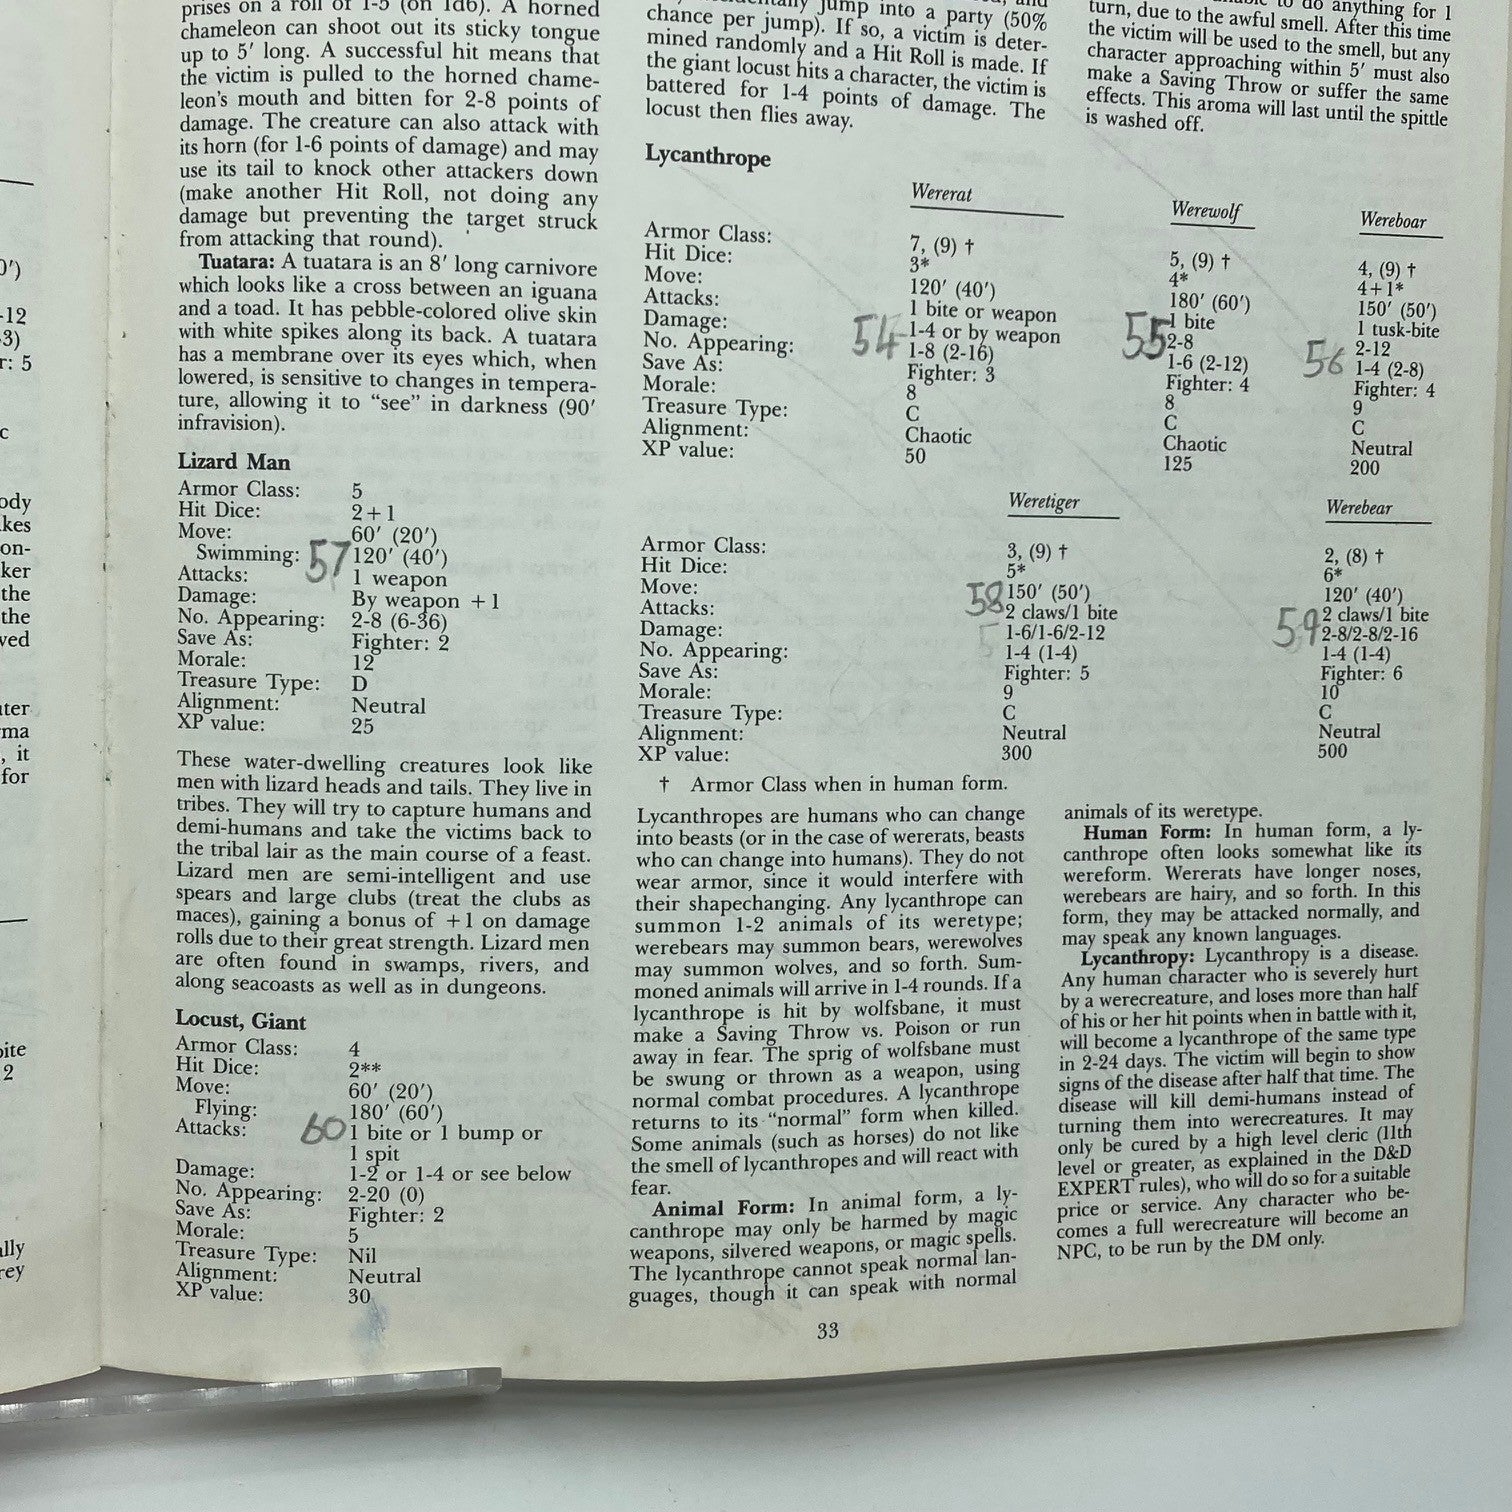 0')
-12
3)
r: 5
c
ody
kes
on-
ker
the
the
ved
ter
ma
, it
for
bite
2
ally
rey
prises on a roll of 1-5 (on 1d6). A horned
chameleon can shoot out its sticky tongue
up to 5′ long. A successful hit means that
the victim is pulled to the horned chame-
leon's mouth and bitten for 2-8 points of
damage. The creature can also attack with
its horn (for 1-6 points of damage) and may
use its tail to knock other attackers down
(make another Hit Roll, not doing any
damage but preventing the target struck
from attacking that round).
Tuatara: A tuatara is an 8′ long carnivore
which looks like a cross between an iguana
and a toad. It has pebble-colored olive skin
with white spikes along its back. A tuatara
has a membrane over its eyes which, when
lowered, is sensitive to changes in tempera-
ture, allowing it to “see” in darkness (90′
infravision).
Lizard Man
Armor Class: 5
Hit Dice: 2+1
Move: 60′ (20′)
Swimming: 57 120′ (40′)
Attacks: 1 weapon
Damage: By weapon +1
No. Appearing: 2-8 (6-36)
Save As: Fighter: 2
Morale: 12
Treasure Type: D
Alignment: Neutral
XP value: 25
These water-dwelling creatures look like
men with lizard heads and tails. They live in
tribes. They will try to capture humans and
demi-humans and take the victims back to
the tribal lair as the main course of a feast.
Lizard men are semi-intelligent and use
spears and large clubs (treat the clubs as
maces), gaining a bonus of +1 on damage
rolls due to their great strength. Lizard men
are often found in swamps, rivers, and
along seacoasts as well as in dungeons.
Locust, Giant
Armor Class: 4
Hit Dice: 2**
Move: 60′ (20′)
Flying: 180′ (60′)
Attacks: 60 1 bite or 1 bump or
1 spit
Damage: 1-2 or 1-4 or see below
No. Appearing: 2-20 (0)
Save As: Fighter: 2
Morale: 5
Treasure Type: Nil
Alignment: Neutral
XP value: 30
jump into a party (50%
chance per jump). If so, a victim is deter-
mined randomly and a Hit Roll is made. If
the giant locust hits a character, the victim is
battered for 1-4 points of damage. The
locust then flies away.
to do anything for 1
turn, due to the awful smell. After this time
the victim will be used to the smell, but any
character approaching within 5′ must also
make a Saving Throw or suffer the same
effects. This aroma will last until the spittle
is washed off.
Lycanthrope
Wererat Werewolf Wereboar
Armor Class: 7, (9) † 5, (9) † 4, (9) †
Hit Dice: 3* 4* 4+1*
Move: 120′ (40′) 180′ (60′) 150′ (50′)
Attacks: 1 bite or weapon 1 bite 1 tusk-bite
Damage: 54 1-4 or by weapon 55 2-8 2-12
No. Appearing: 1-8 (2-16) 1-6 (2-12) 56 1-4 (2-8)
Save As: Fighter: 3 Fighter: 4 Fighter: 4
Morale: 8 8 9
Treasure Type: C C C
Alignment: Chaotic Chaotic Neutral
XP value: 50 125 200
Weretiger Werebear
Armor Class: 3, (9) † 2, (8) †
Hit Dice: 5* 6*
Move: 58 150′ (50′) 120′ (40′)
Attacks: 2 claws/1 bite 59 2 claws/1 bite
Damage: 1-6/1-6/2-12 2-8/2-8/2-16
No. Appearing: 1-4 (1-4) 1-4 (1-4)
Save As: Fighter: 5 Fighter: 6
Morale: 9 10
Treasure Type: C C
Alignment: Neutral Neutral
XP value: 300 500
† Armor Class when in human form.
Lycanthropes are humans who can change
into beasts (or in the case of wererats, beasts
who can change into humans). They do not
wear armor, since it would interfere with
their shapechanging. Any lycanthrope can
summon 1-2 animals of its weretype;
werebears may summon bears, werewolves
may summon wolves, and so forth. Sum-
moned animals will arrive in 1-4 rounds. If a
lycanthrope is hit by wolfsbane, it must
make a Saving Throw vs. Poison or run
away in fear. The sprig of wolfsbane must
be swung or thrown as a weapon, using
normal combat procedures. A lycanthrope
returns to its “normal” form when killed.
Some animals (such as horses) do not like
the smell of lycanthropes and will react with
fear.
Animal Form: In animal form, a ly-
canthrope may only be harmed by magic
weapons, silvered weapons, or magic spells.
The lycanthrope cannot speak normal lan-
guages, though it can speak with normal
animals of its weretype.
Human Form: In human form, a ly-
canthrope often looks somewhat like its
wereform. Wererats have longer noses,
werebears are hairy, and so forth. In this
form, they may be attacked normally, and
may speak any known languages.
Lycanthropy: Lycanthropy is a disease.
Any human character who is severely hurt
by a werecreature, and loses more than half
of his or her hit points when in battle with it,
will become a lycanthrope of the same type
in 2-24 days. The victim will begin to show
signs of the disease after half that time. The
disease will kill demi-humans instead of
turning them into werecreatures. It may
only be cured by a high level cleric (11th
level or greater, as explained in the D&D
EXPERT rules), who will do so for a suitable
price or service. Any character who be-
comes a full werecreature will become an
NPC, to be run by the DM only.
33